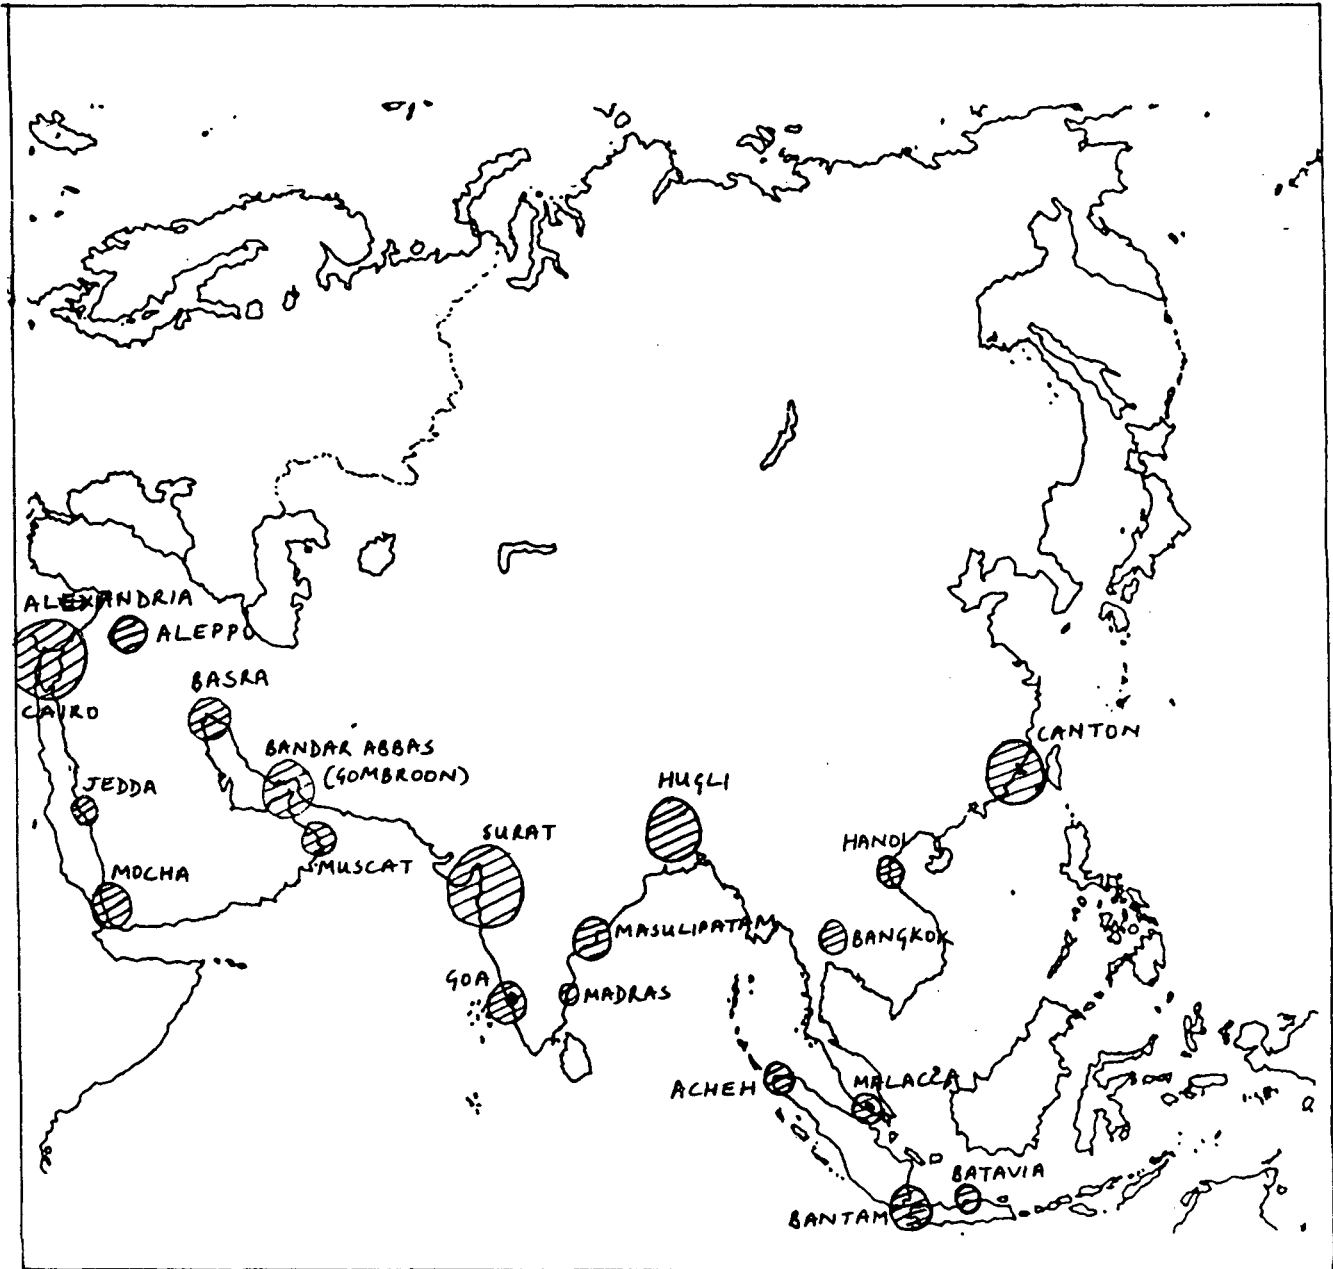 ALEXANDRIA
ALEPPO
BASRA
CAIRO
CANTON
BANDAR ABBAS
(GOMBROON)
JEDDA
HUGLI
SURAT
HANOI
MUSCAT
MOCHA
MASULIPATAM
BANGKOK
GOA
MADRAS
MALACCA
ACHEH
BATAVIA
BANTAM